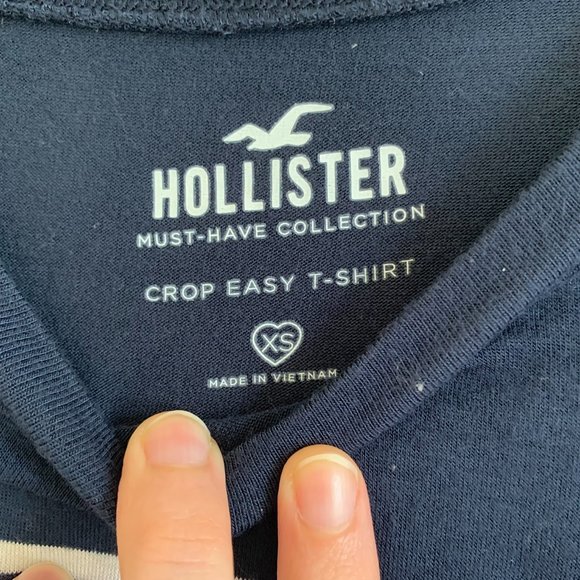 HOLLISTER
MUST-HAVE COLLECTION
CROP EASY T-SHIRT
XS
MADE IN VIETNAM